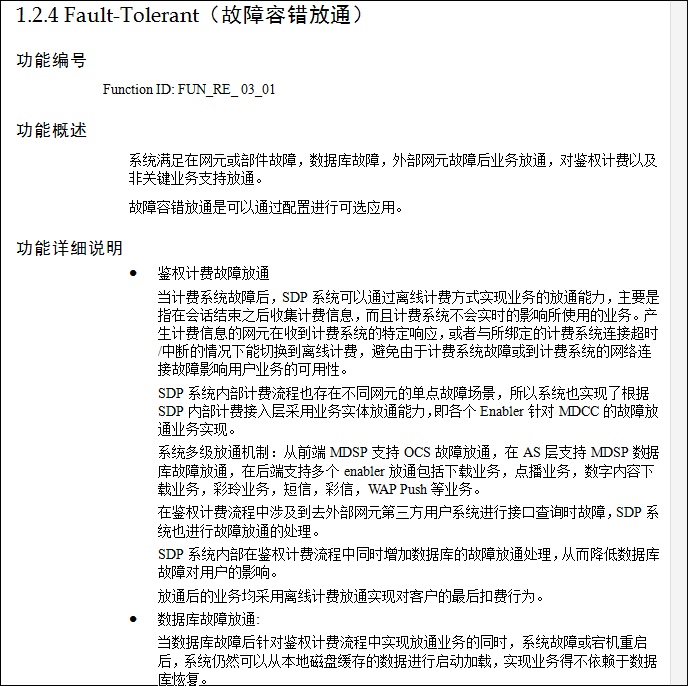 1.2.4 Fault-Tolerant（故障容错放通）
功能编号
Function ID: FUN_RE_ 03_01
功能概述
系统满足在网元或部件故障，数据库故障，外部网元故障后业务放通，对鉴权计费以及
非关键业务支持放通。
故障容错放通是可以通过配置进行可选应用。
功能详细说明
● 鉴权计费故障放通
当计费系统故障后，SDP 系统可以通过离线计费方式实现业务的放通能力，主要是
指在会话结束之后收集计费信息，而且计费系统不会实时的影响所使用的业务。产
生计费信息的网元在收到计费系统的特定响应，或者与所绑定的计费系统连接超时
/中断的情况下能切换到离线计费，避免由于计费系统故障或到计费系统的网络连
接故障影响用户业务的可用性。
SDP 系统内部计费流程也存在不同网元的单点故障场景，所以系统也实现了根据
SDP 内部计费接入层采用业务实体放通能力，即各个 Enabler 针对 MDCC 的故障放
通业务实现。
系统多级放通机制：从前端 MDSP 支持 OCS 故障放通，在 AS 层支持 MDSP 数据
库故障放通，在后端支持多个 enabler 放通包括下载业务，点播业务，数字内容下
载业务，彩玲业务，短信，彩信，WAP Push 等业务。
在鉴权计费流程中涉及到去外部网元第三方用户系统进行接口查询时故障，SDP 系
统也进行故障放通的处理。
SDP 系统内部在鉴权计费流程中同时增加数据库的故障放通处理，从而降低数据库
故障对用户的影响。
放通后的业务均采用离线计费放通实现对客户的最后扣费行为。
● 数据库故障放通:
当数据库故障后针对鉴权计费流程中实现放通业务的同时，系统故障或宕机重启
后，系统仍然可以从本地磁盘缓存的数据进行启动加载，实现业务得不依赖于数据
库恢复。